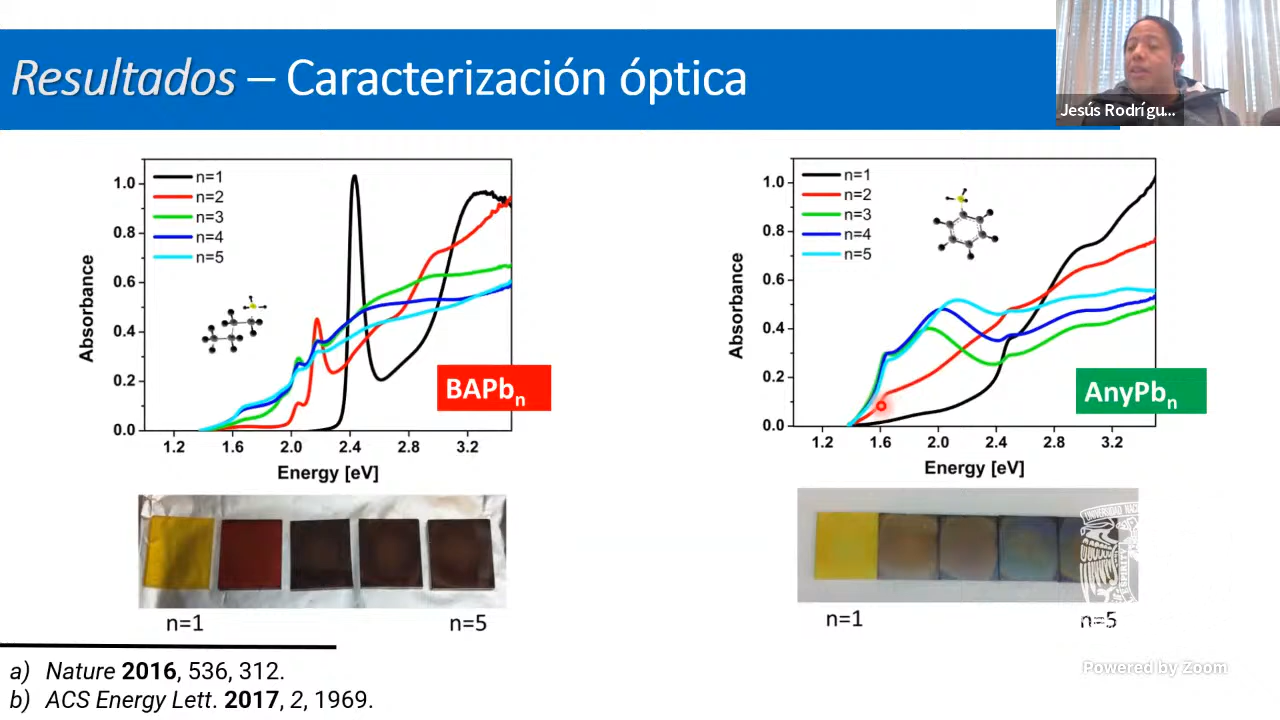 Resultados – Caracterización óptica
Jesús Rodrígu...
n=1
n=2
n=3
n=4
n=5
1.0
0.8
0.6
0.4
0.2
0.0
Absorbance
1.2 1.6 2.0 2.4 2.8 3.2
Energy [eV]
BAPbn
n=1
n=2
n=3
n=4
n=5
1.0
0.8
0.6
0.4
0.2
0.0
Absorbance
1.2 1.6 2.0 2.4 2.8 3.2
Energy [eV]
AnyPbn
n=1 n=5
n=1 n=5
UNIVERSIDAD NAC
ESPIRIT
a) Nature 2016, 536, 312.
b) ACS Energy Lett. 2017, 2, 1969.
Powered by Zoom